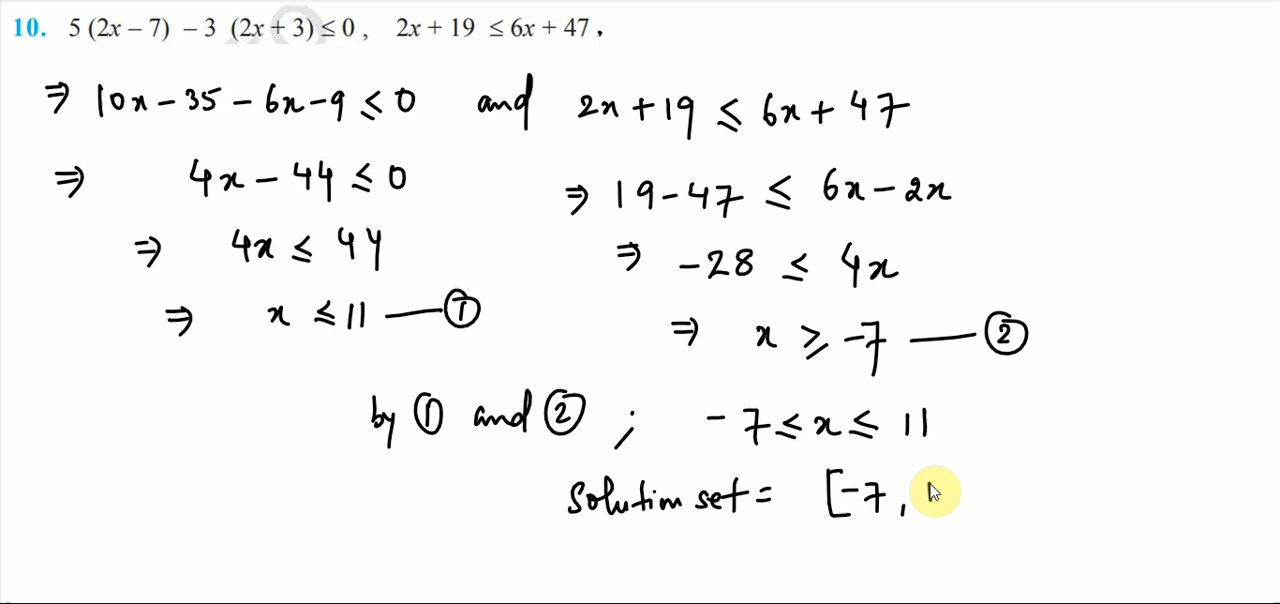 10. 5 (2x – 7) – 3 (2x + 3) ≤ 0 , 2x + 19 ≤ 6x + 47 .
⇒ 10x - 35 - 6x - 9 ≤ 0 and 2x + 19 ≤ 6x + 47
⇒ 4x - 44 ≤ 0
⇒ 19 - 47 ≤ 6x - 2x
⇒ 4x ≤ 44
⇒ -28 ≤ 4x
⇒ x ≤ 11 — ①
⇒ x ≥ -7 — ②
by ① and ② ; -7 ≤ x ≤ 11
Solution set = [-7,